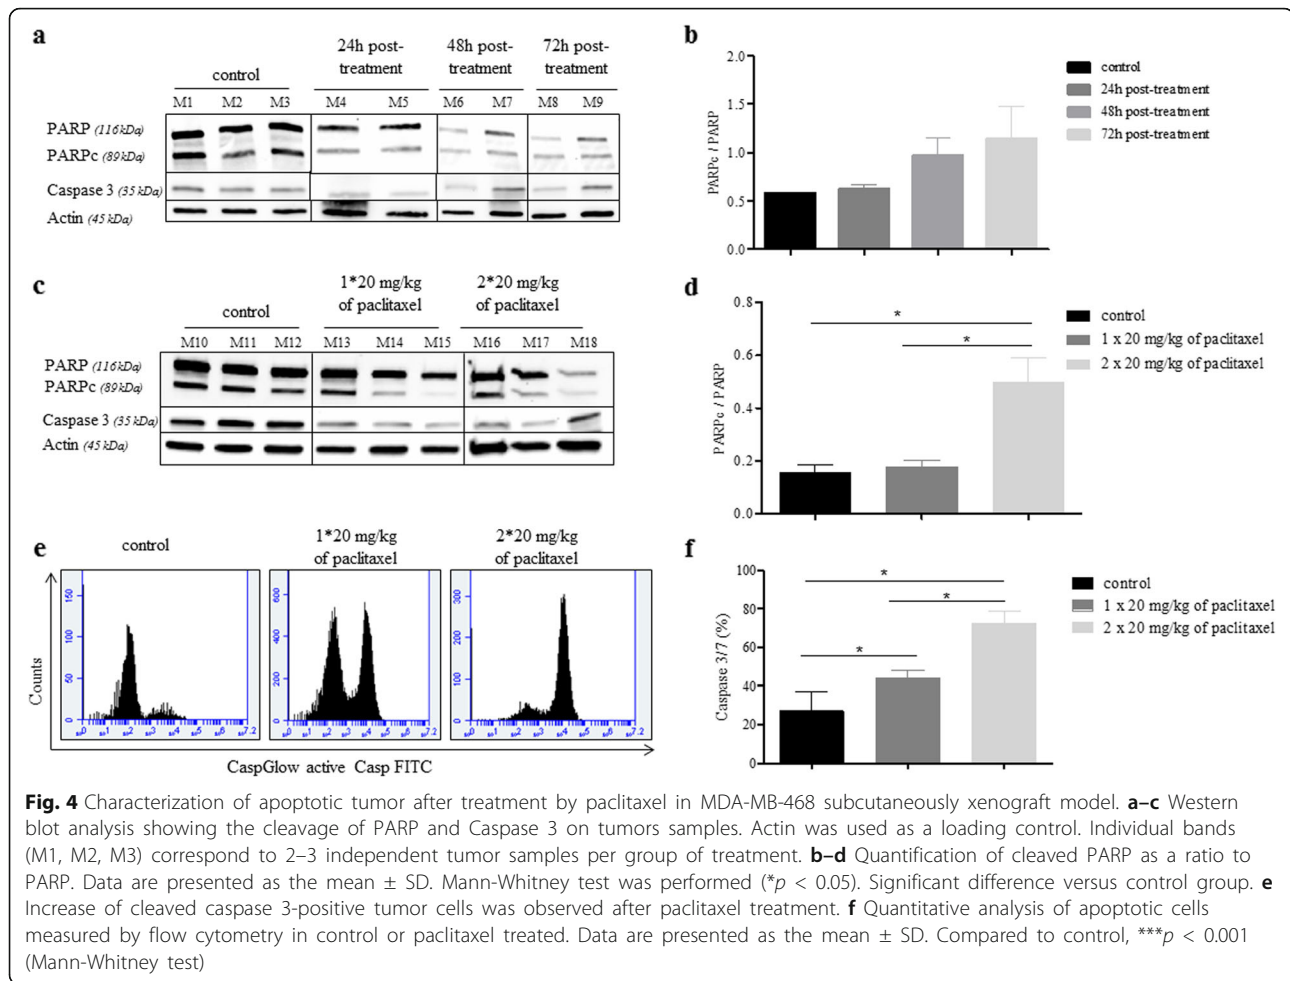 a
control
24h post-
treatment
48h post-
treatment
72h post-
treatment
M1 M2 M3 M4 M5 M6 M7 M8 M9
PARP (116kDa)
PARPc (89kDa)
Caspase 3 (35 kDa)
Actin (45 kDa)
b
PARPc / PARP
2.0
1.5
1.0
0.5
0.0
control
24h post-treatment
48h post-treatment
72h post-treatment
c
control
1*20 mg/kg
of paclitaxel
2*20 mg/kg
of paclitaxel
M10 M11 M12 M13 M14 M15 M16 M17 M18
PARP (116kDa)
PARPc (89kDa)
Caspase 3 (35 kDa)
Actin (45 kDa)
d
PARPc / PARP
0.8
0.6
0.4
0.2
0.0
*
*
control
1 x 20 mg/kg of paclitaxel
2 x 20 mg/kg of paclitaxel
e
control
1*20 mg/kg
of paclitaxel
2*20 mg/kg
of paclitaxel
Counts
150
100
50
0
600
400
200
0
300
200
100
0
CaspGlow active Casp FITC
f
Caspase 3/7 (%)
100
80
60
40
20
0
*
*
*
control
1 x 20 mg/kg of paclitaxel
2 x 20 mg/kg of paclitaxel
Fig. 4 Characterization of apoptotic tumor after treatment by paclitaxel in MDA-MB-468 subcutaneously xenograft model. a–c Western
blot analysis showing the cleavage of PARP and Caspase 3 on tumors samples. Actin was used as a loading control. Individual bands
(M1, M2, M3) correspond to 2–3 independent tumor samples per group of treatment. b–d Quantification of cleaved PARP as a ratio to
PARP. Data are presented as the mean ± SD. Mann-Whitney test was performed (*p < 0.05). Significant difference versus control group. e
Increase of cleaved caspase 3-positive tumor cells was observed after paclitaxel treatment. f Quantitative analysis of apoptotic cells
measured by flow cytometry in control or paclitaxel treated. Data are presented as the mean ± SD. Compared to control, ***p < 0.001
(Mann-Whitney test)